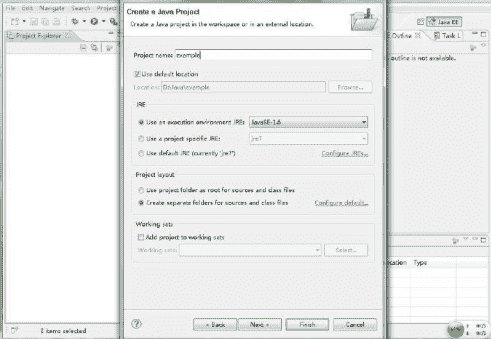 File Edit Navigate Search Project
Java EE
Project Explorer
Outline
Task L
outline is not available.
Create a Java Project
Create a Java project in the workspace or in an external location.
Project name: example
Use default location
Location: D:\Java\example
Browse...
JRE
Use an execution environment JRE:
JavaSE-1.6
Use a project specific JRE:
jre7
Use default JRE (currently 'jre7')
Configure JREs...
Project layout
Use project folder as root for sources and class files
Create separate folders for sources and class files
Configure default...
Working sets
Add project to working sets
Working sets:
Select...
Location Type
< Back
Next >
Finish
Cancel
0 items selected